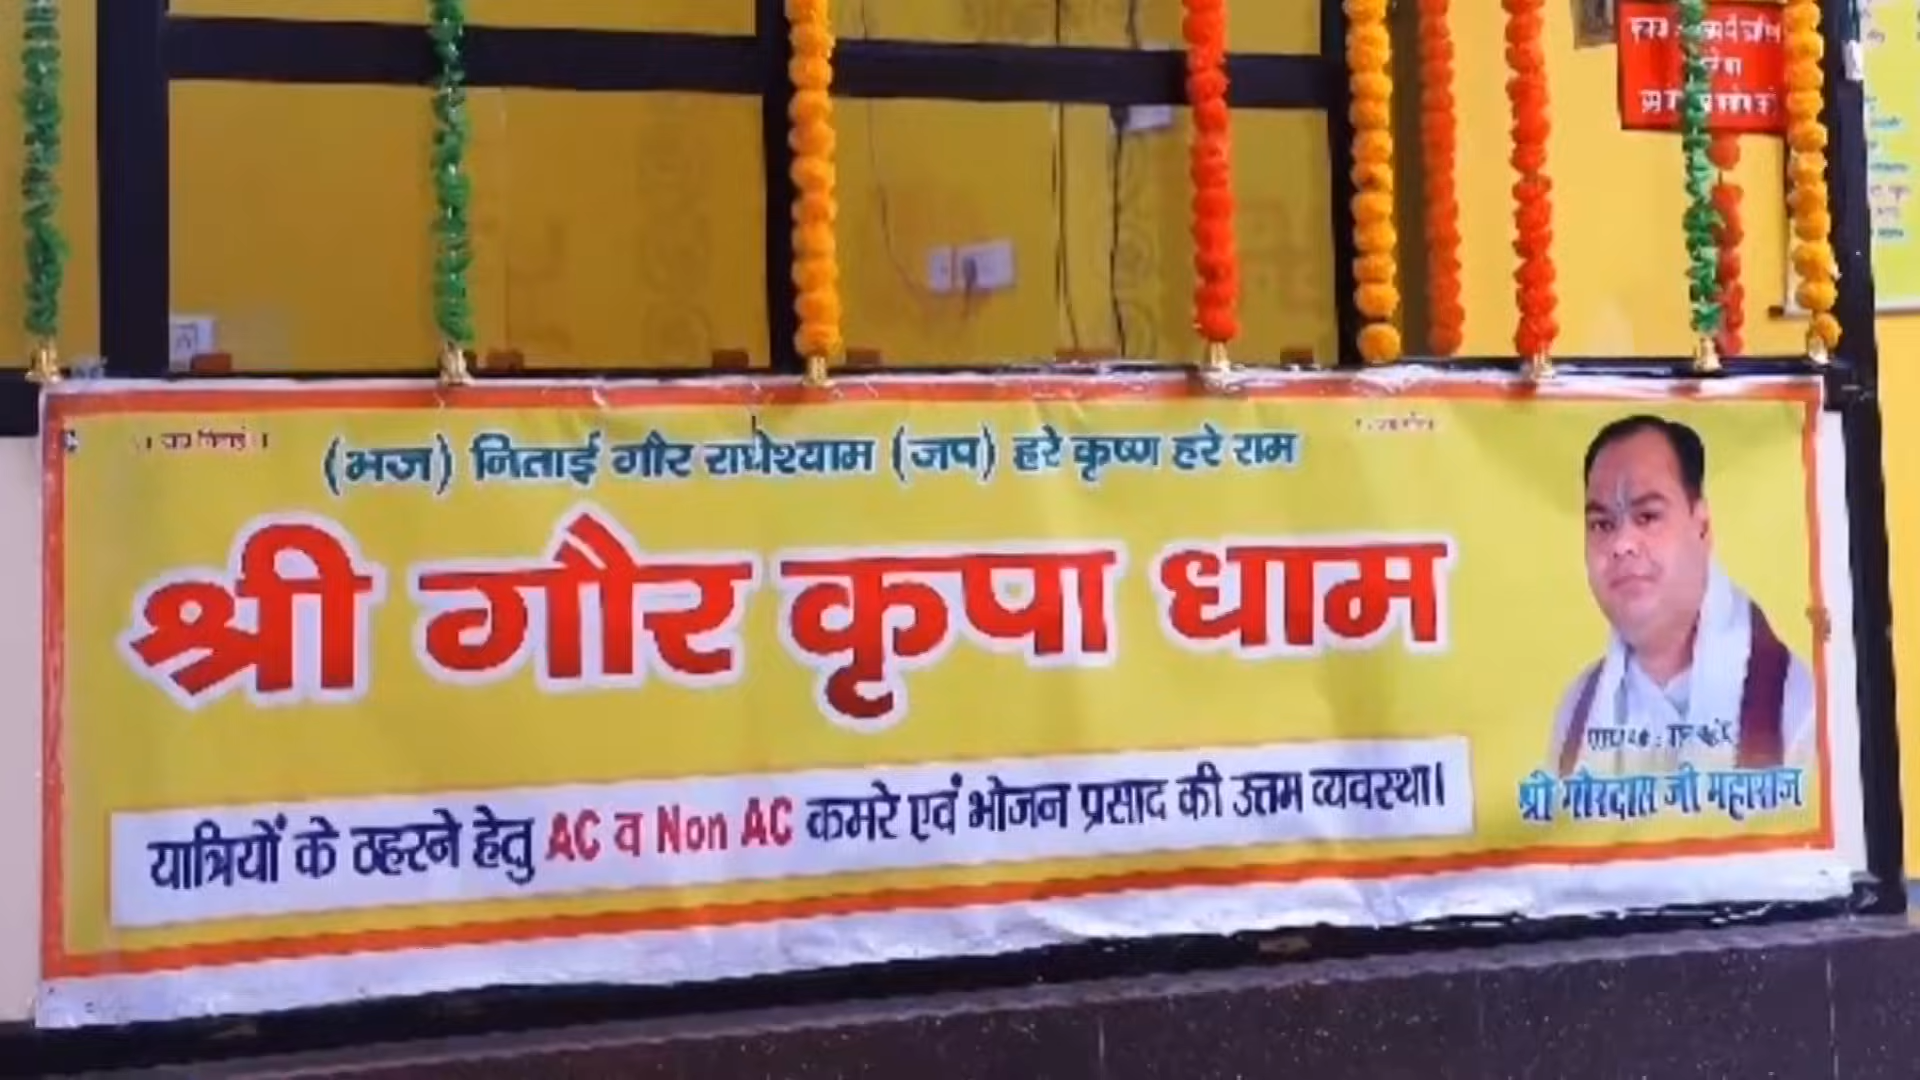 (भज) निताई गौर राधेश्याम (जप) हरे कृष्ण हरे राम
श्री गौर कृपा धाम
यात्रियों के ठहरने हेतु AC व Non AC कमरे एवं भोजन प्रसाद की उत्तम व्यवस्था।
श्री गौरदास जी महाराज